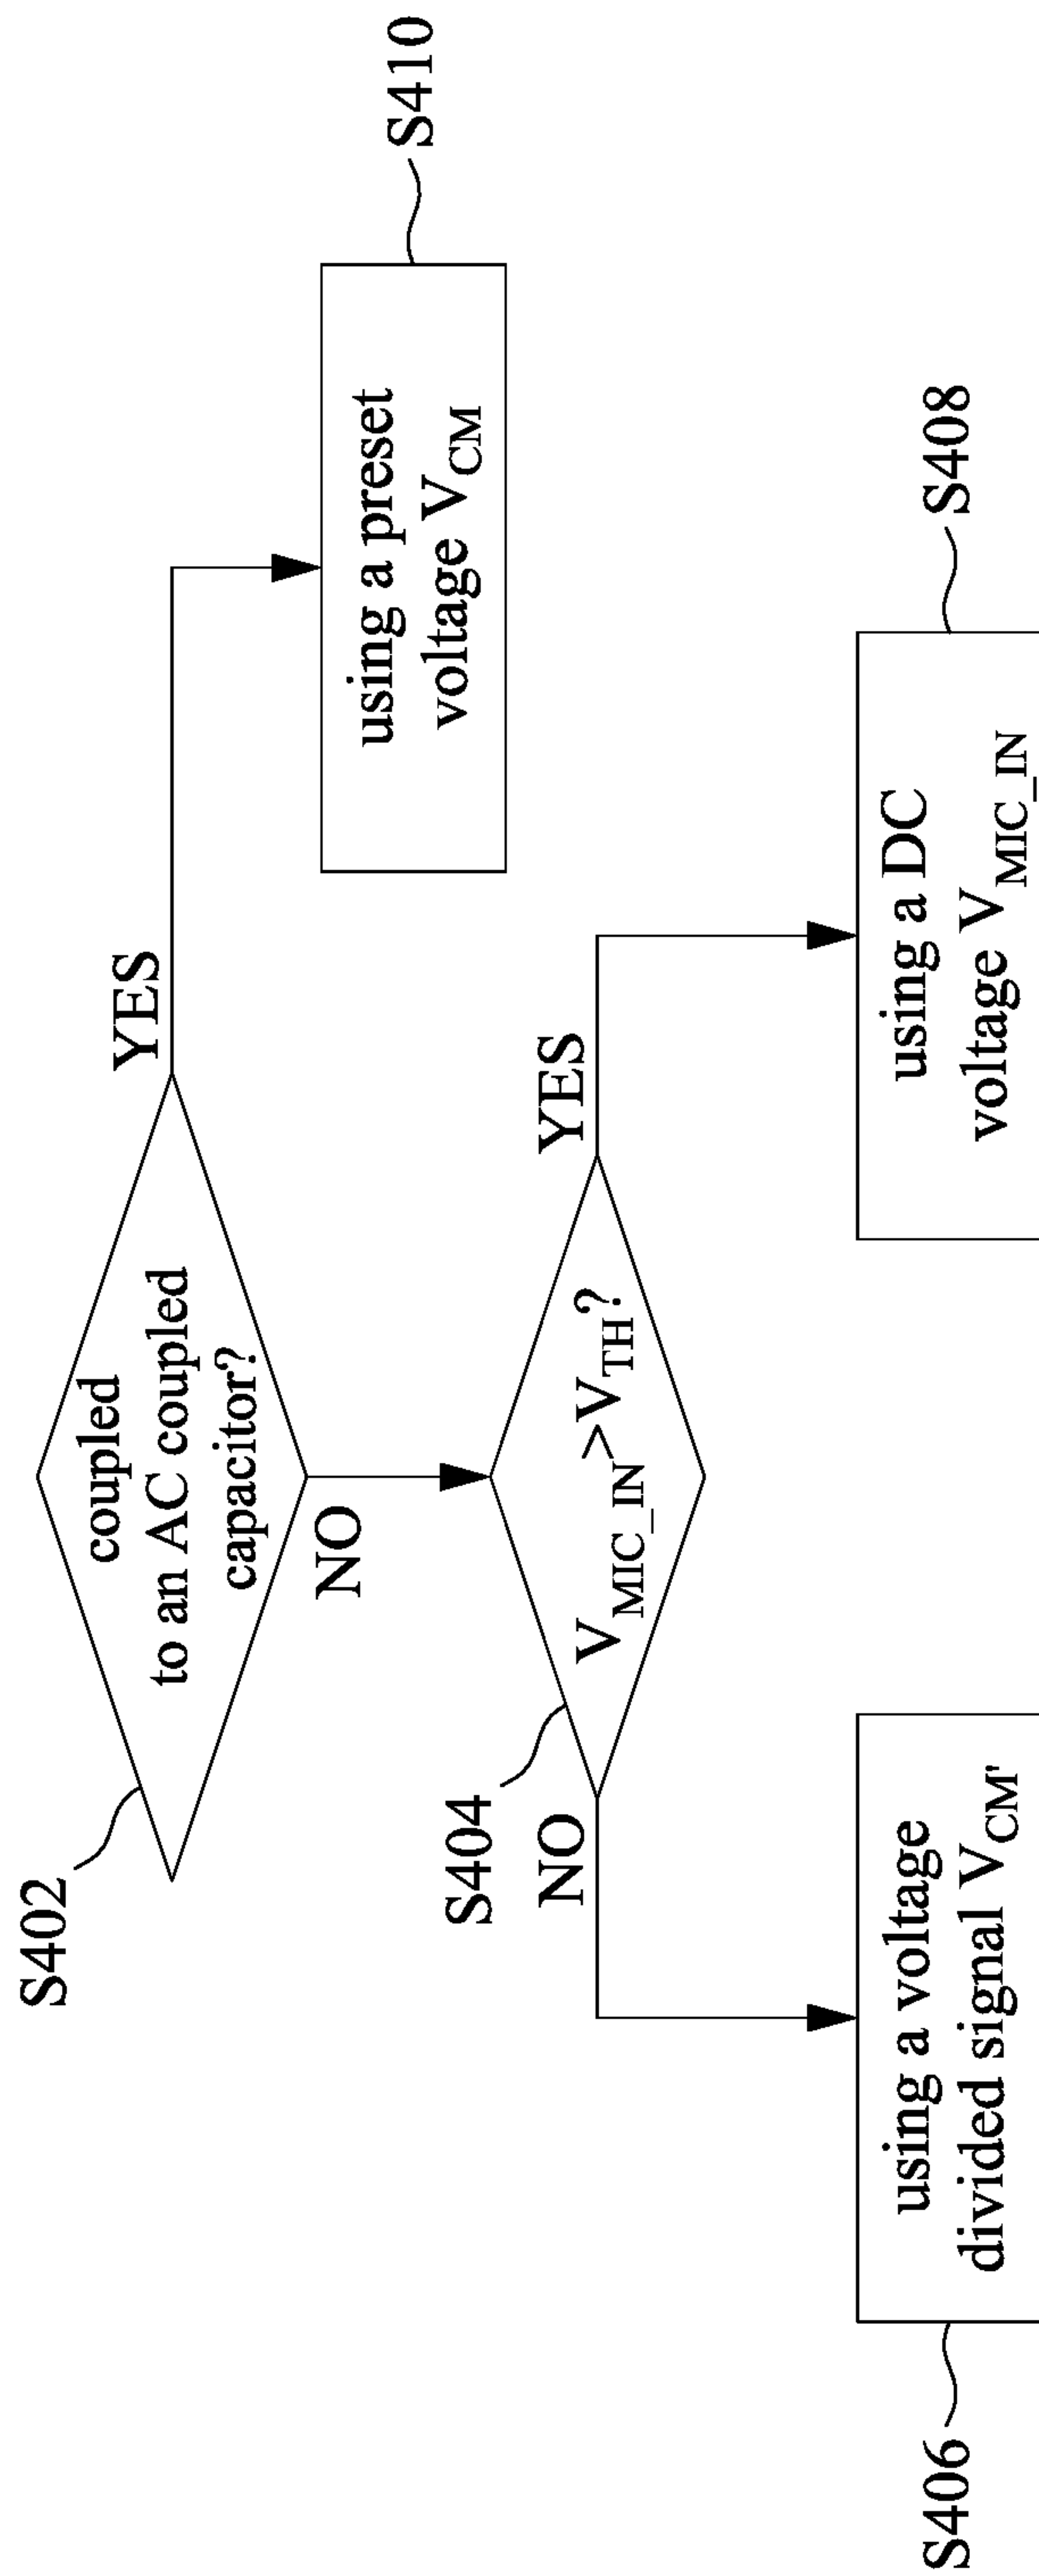 S402
coupled
to an AC coupled
capacitor?
YES
NO
using a preset
voltage V_CM
S410
S404
V_MIC_IN>V_TH?
NO
YES
using a voltage
divided signal V_CM'
S406
using a DC
voltage V_MIC_IN
S408